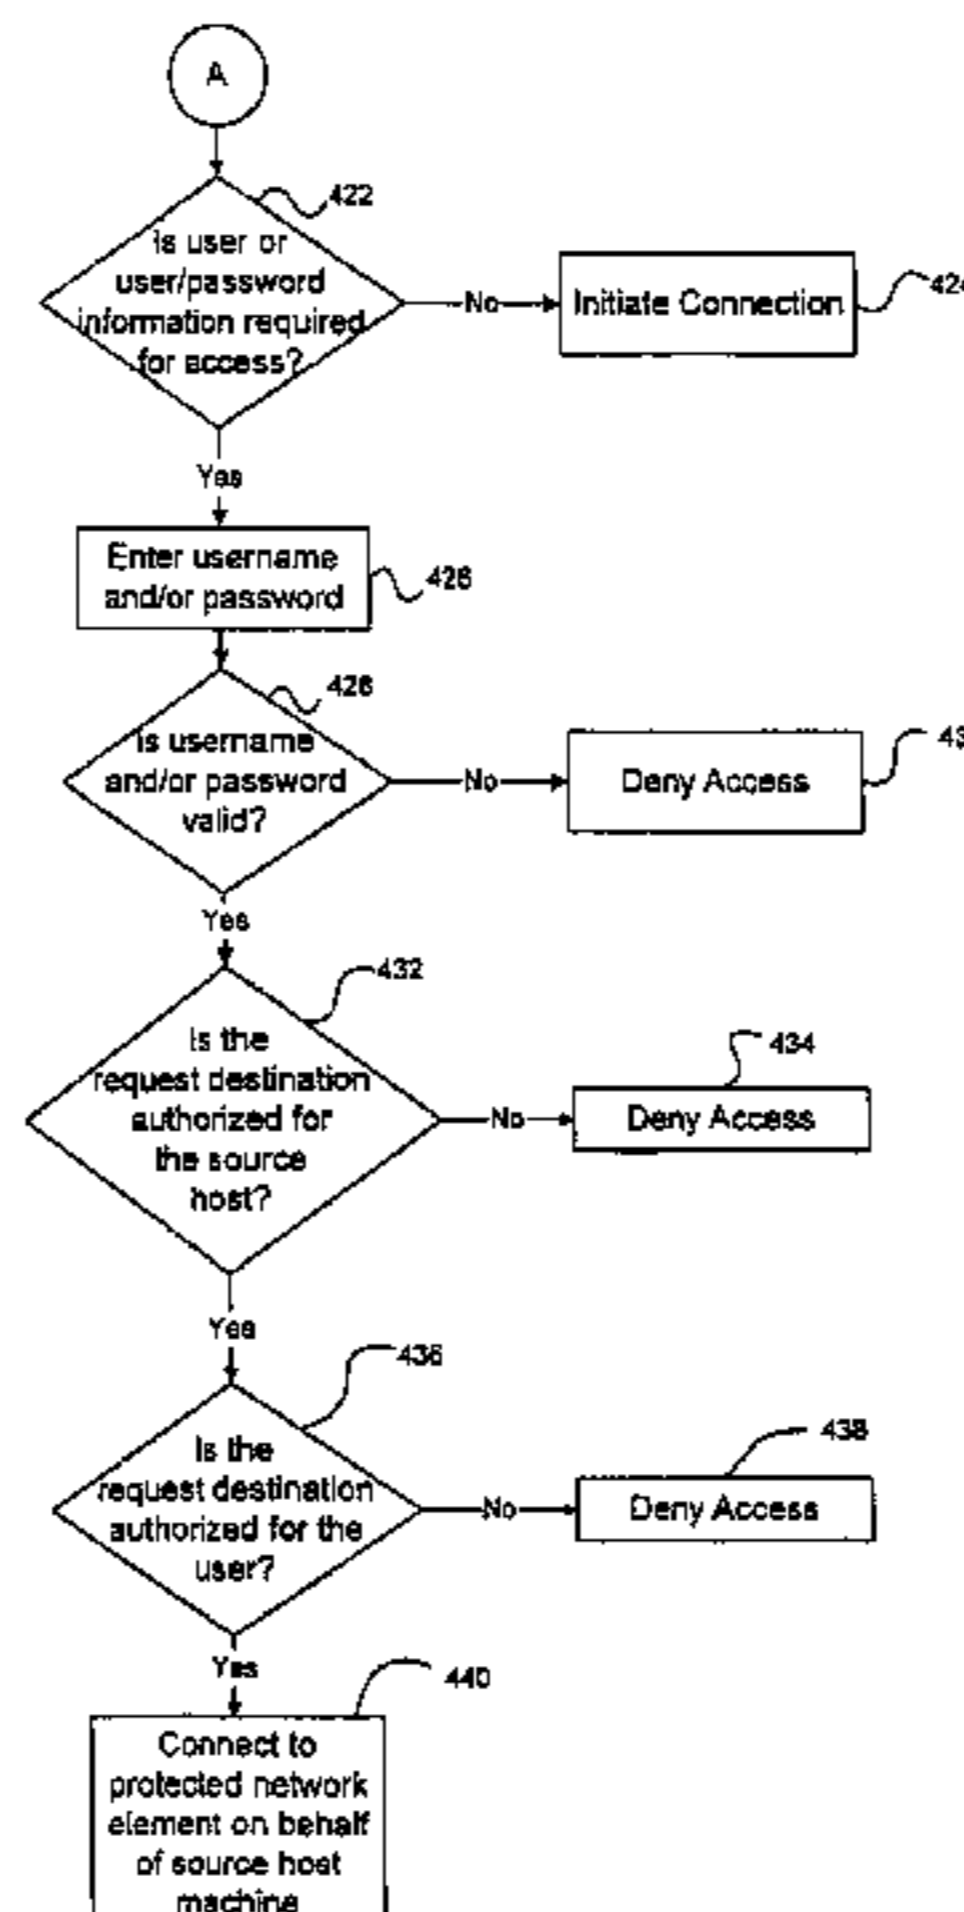 A
422
Is user or
user/password
information required
for access?
No
Initiate Connection
Yes
Enter username
and/or password
426
Is username
and/or password
valid?
No
Deny Access
Yes
432
Is the
request destination
authorized for
the source
host?
No
434
Deny Access
Yes
436
Is the
request destination
authorized for the
user?
No
438
Deny Access
Yes
440
Connect to
protected network
element on behalf
of source host
machine